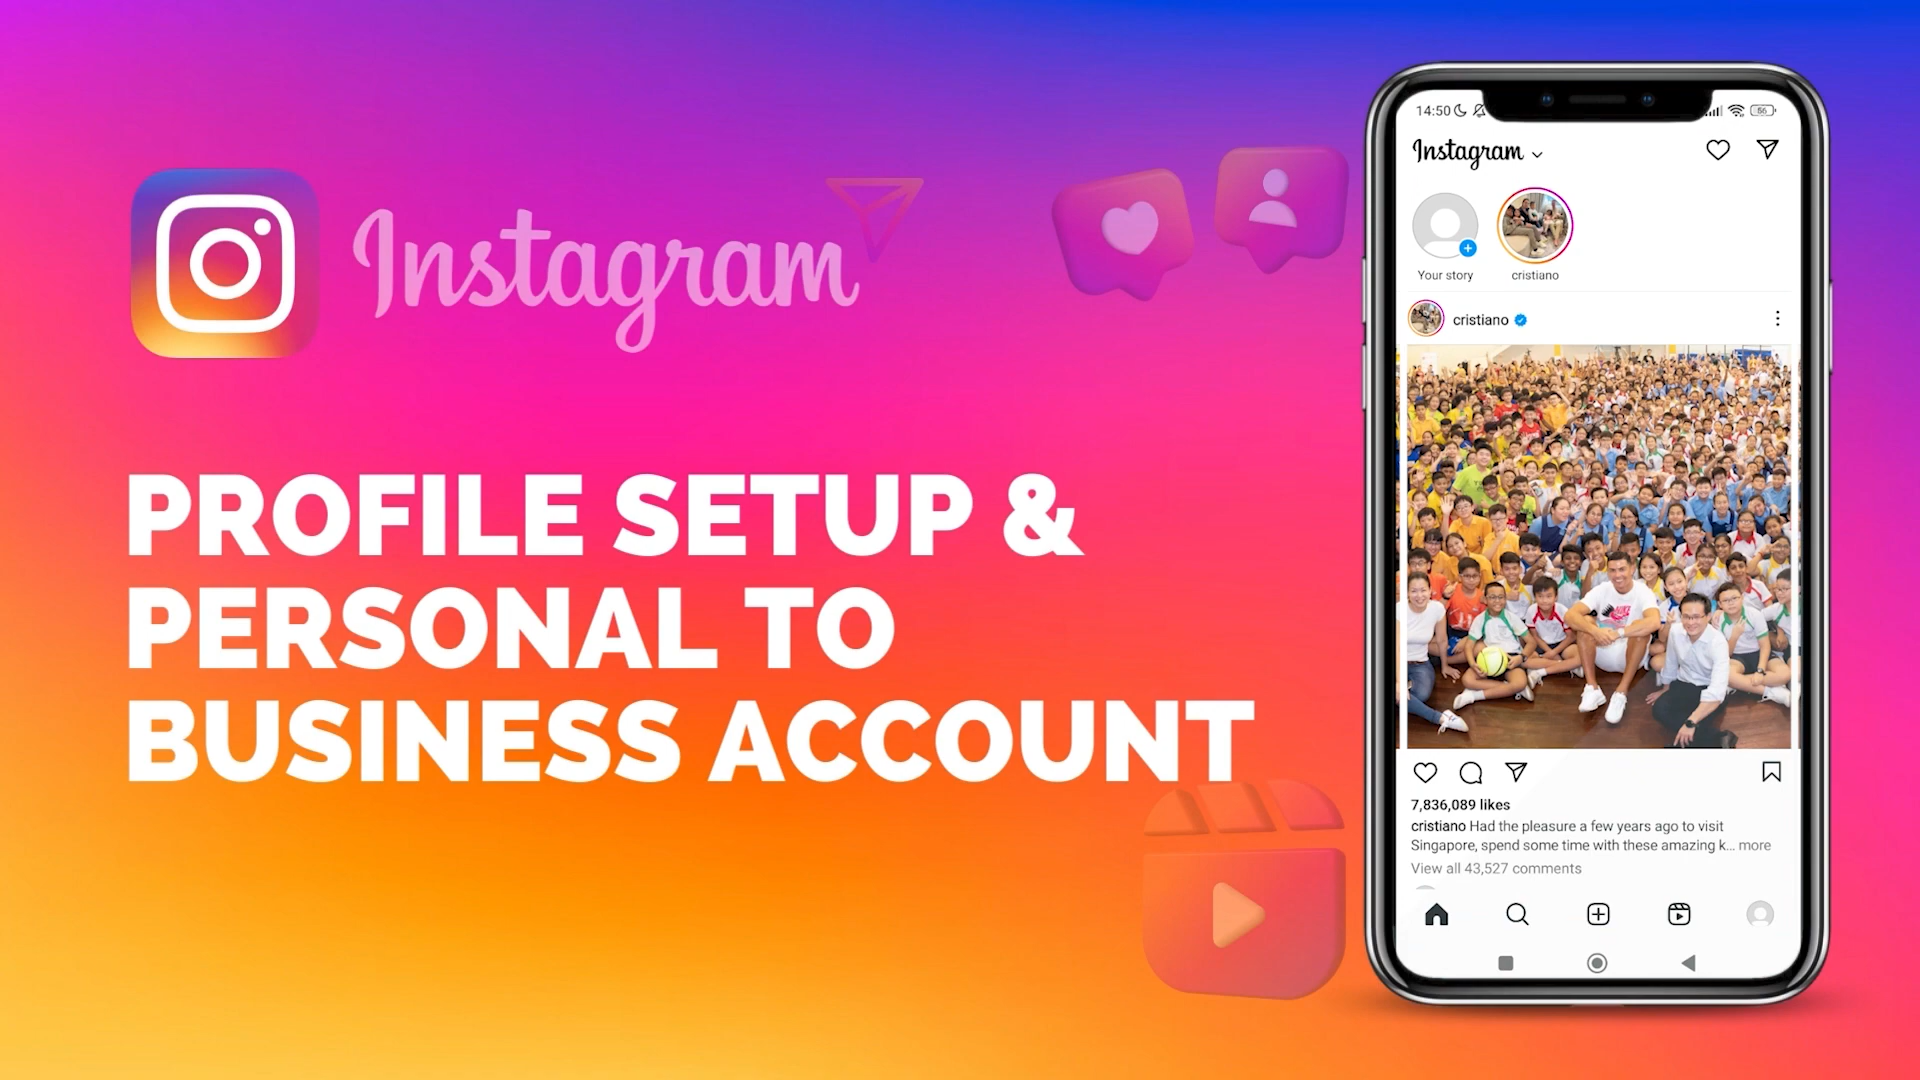 Instagram
PROFILE SETUP &
PERSONAL TO
BUSINESS ACCOUNT
14:50
56
Instagram
Your story
cristiano
cristiano
7,836,089 likes
cristiano Had the pleasure a few years ago to visit
Singapore, spend some time with these amazing k... more
View all 43,527 comments